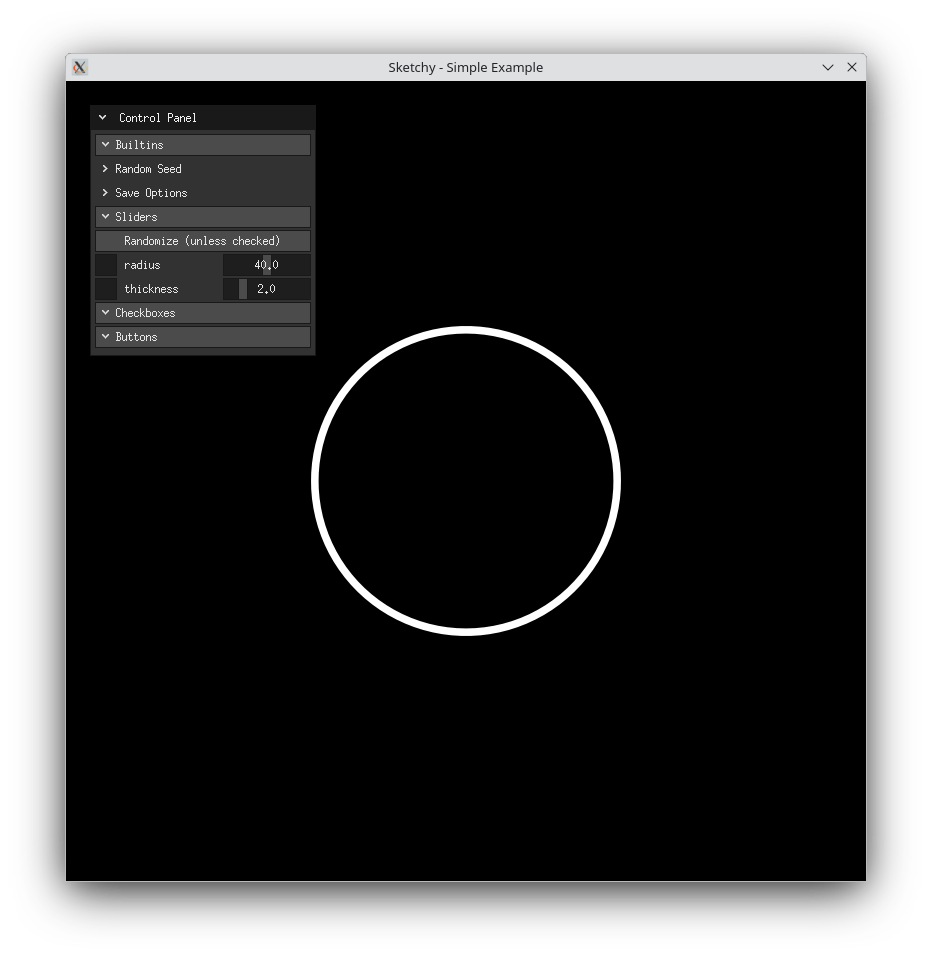 Sketchy - Simple Example
Control Panel
Builtins
Random Seed
Save Options
Sliders
Randomize (unless checked)
radius 40.0
thickness 2.0
Checkboxes
Buttons